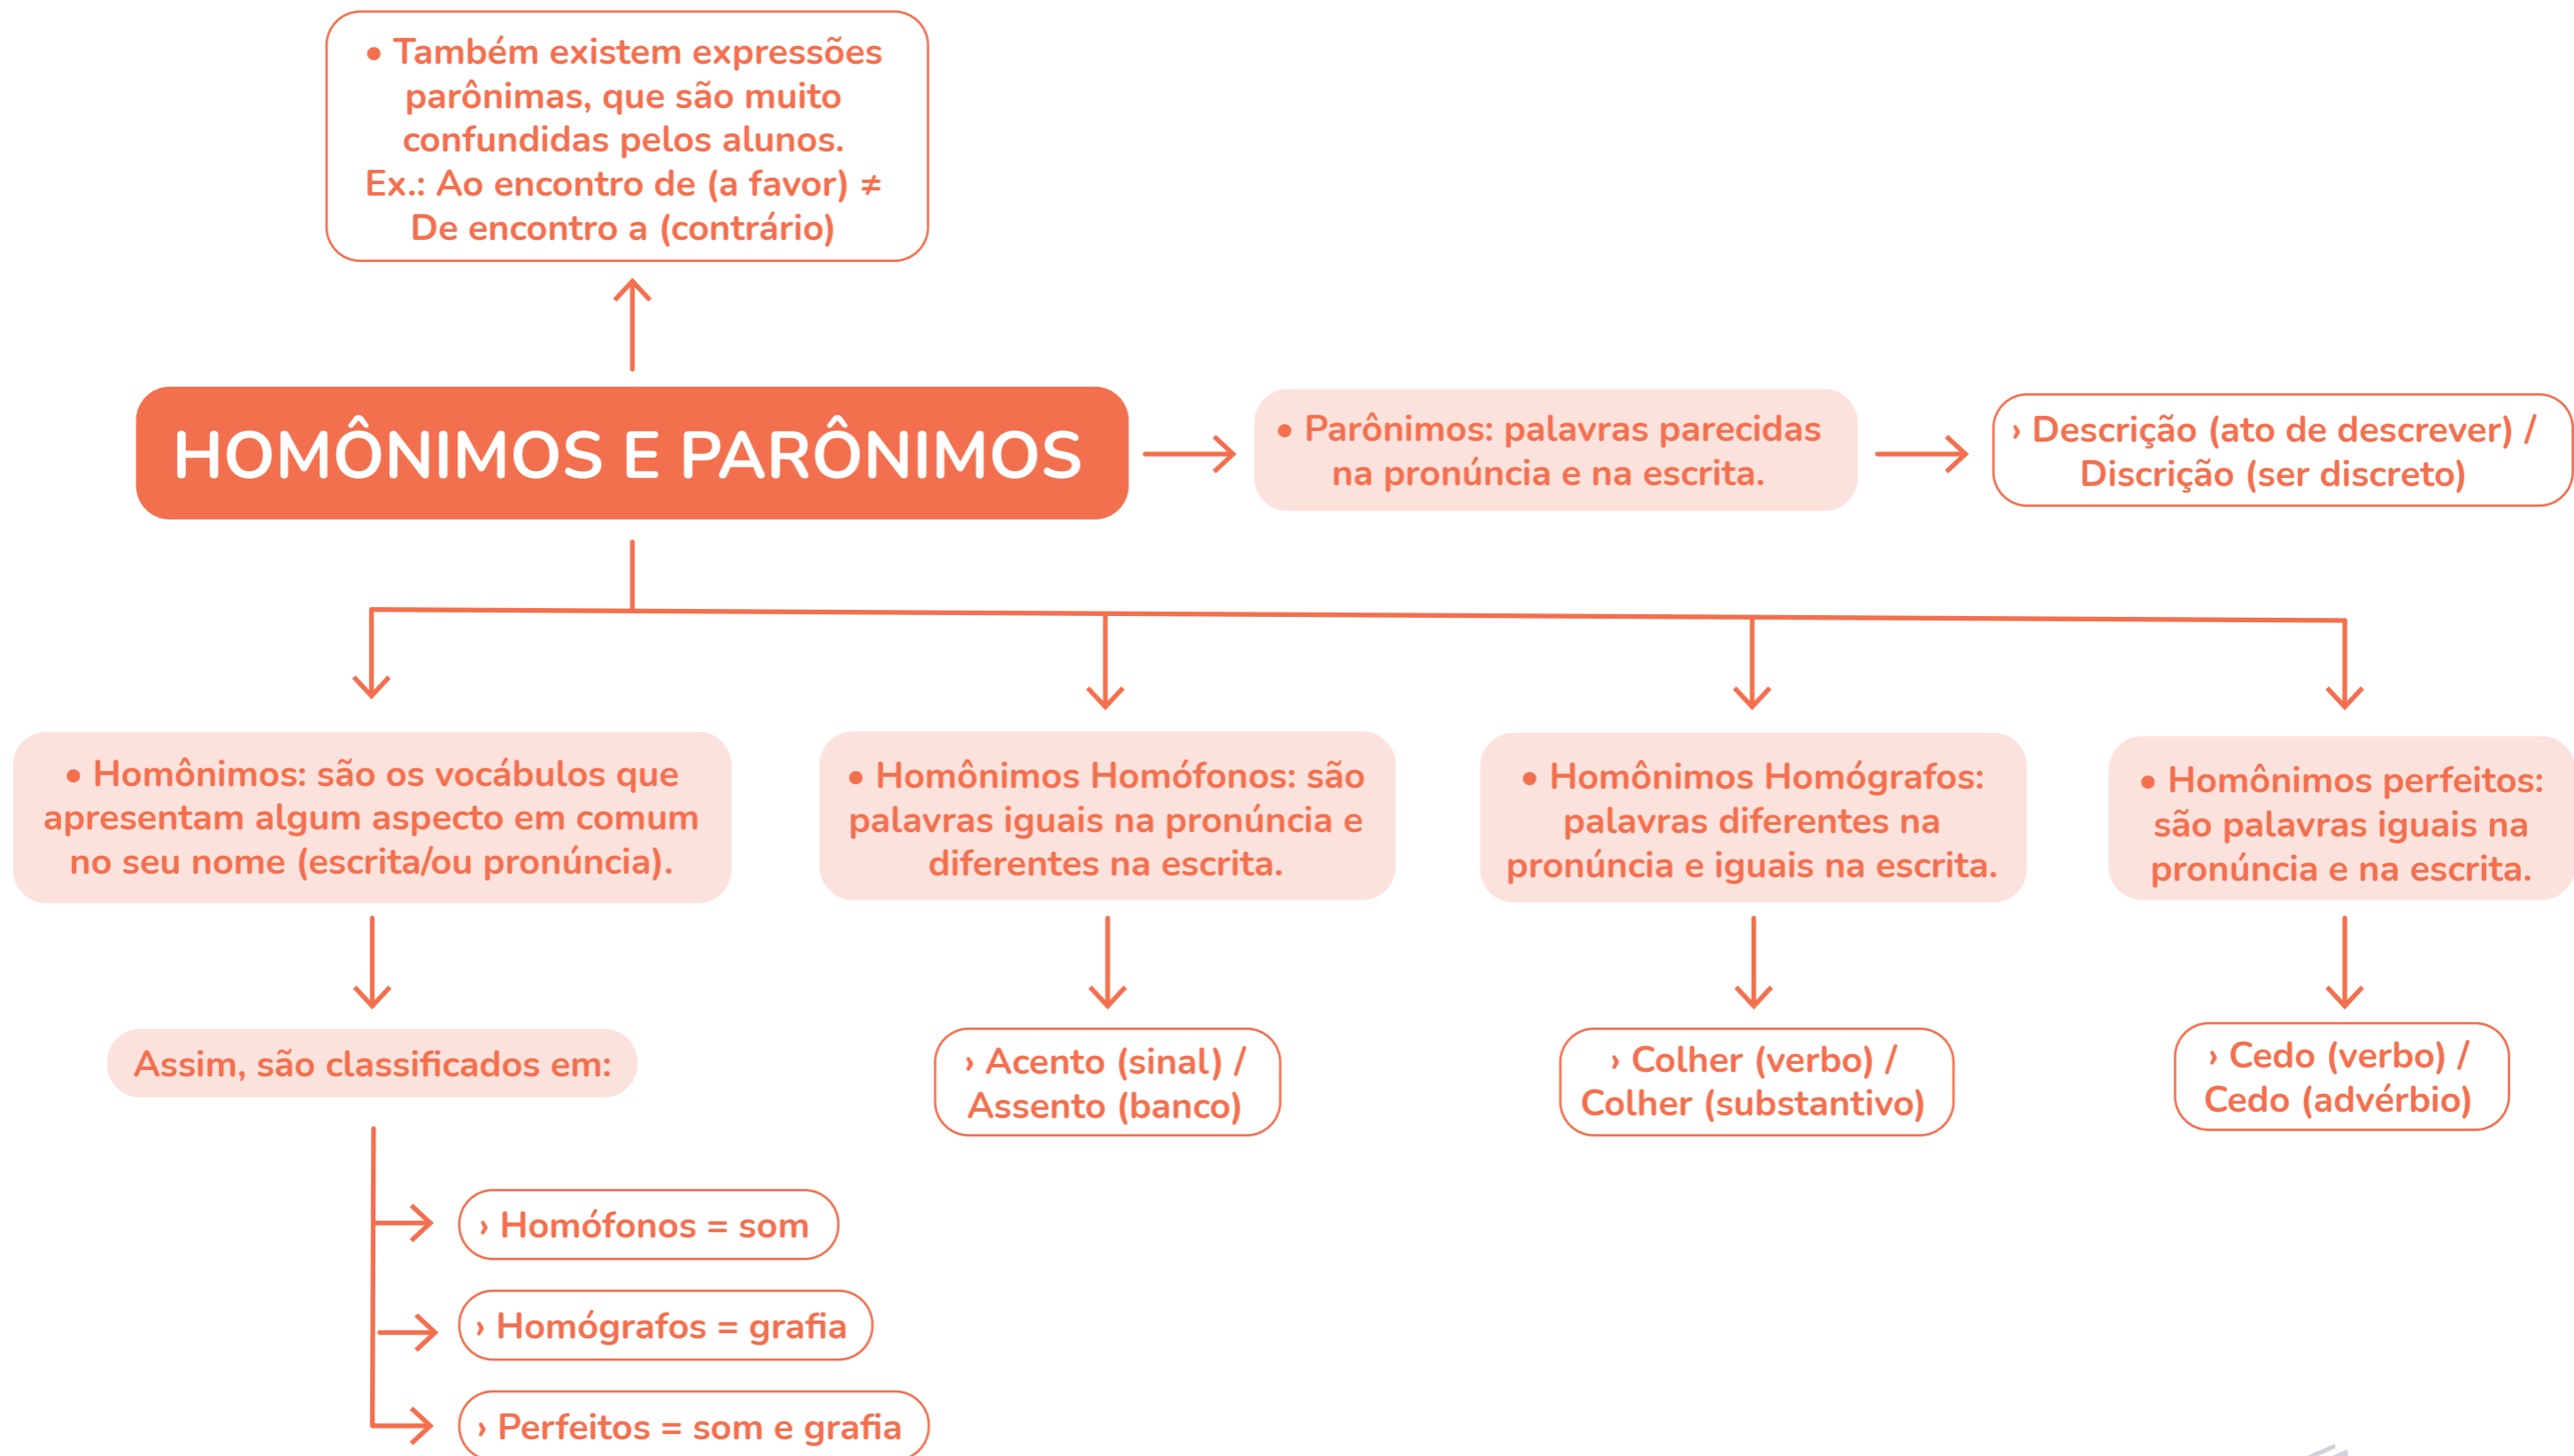 • Também existem expressões
parônimas, que são muito
confundidas pelos alunos.
Ex.: Ao encontro de (a favor) ≠
De encontro a (contrário)
HOMÔNIMOS E PARÔNIMOS
• Parônimos: palavras parecidas
na pronúncia e na escrita.
› Descrição (ato de descrever) /
Discrição (ser discreto)
• Homônimos: são os vocábulos que
apresentam algum aspecto em comum
no seu nome (escrita/ou pronúncia).
Assim, são classificados em:
› Homófonos = som
› Homógrafos = grafia
› Perfeitos = som e grafia
• Homônimos Homófonos: são
palavras iguais na pronúncia e
diferentes na escrita.
› Acento (sinal) /
Assento (banco)
• Homônimos Homógrafos:
palavras diferentes na
pronúncia e iguais na escrita.
› Colher (verbo) /
Colher (substantivo)
• Homônimos perfeitos:
são palavras iguais na
pronúncia e na escrita.
› Cedo (verbo) /
Cedo (advérbio)